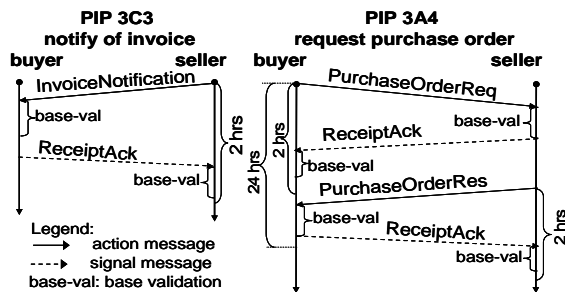 PIP 3C3
notify of invoice
buyer seller
InvoiceNotification
base-val
ReceiptAck
base-val
2 hrs
Legend:
action message
signal message
base-val: base validation
PIP 3A4
request purchase order
buyer seller
PurchaseOrderReq
base-val
ReceiptAck
base-val
2 hrs
24 hrs
PurchaseOrderRes
base-val
ReceiptAck
base-val
2 hrs